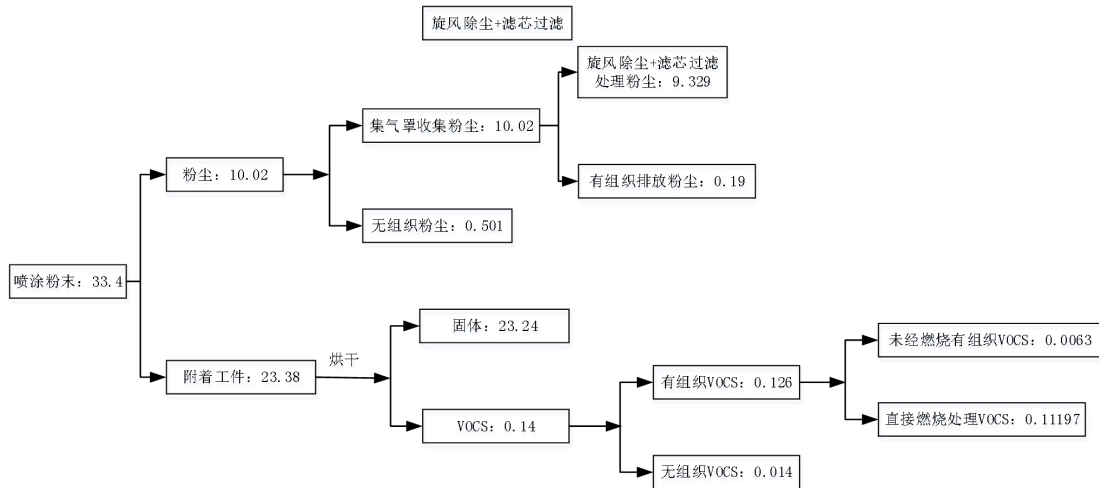 旋风除尘+滤芯过滤
旋风除尘+滤芯过滤
处理粉尘：9.329
集气罩收集粉尘：10.02
粉尘：10.02
有组织排放粉尘：0.19
无组织粉尘：0.501
喷涂粉末：33.4
固体：23.24
未经燃烧有组织VOCS：0.0063
烘干
附着工件：23.38
有组织VOCS：0.126
VOCS：0.14
直接燃烧处理VOCS：0.11197
无组织VOCS：0.014